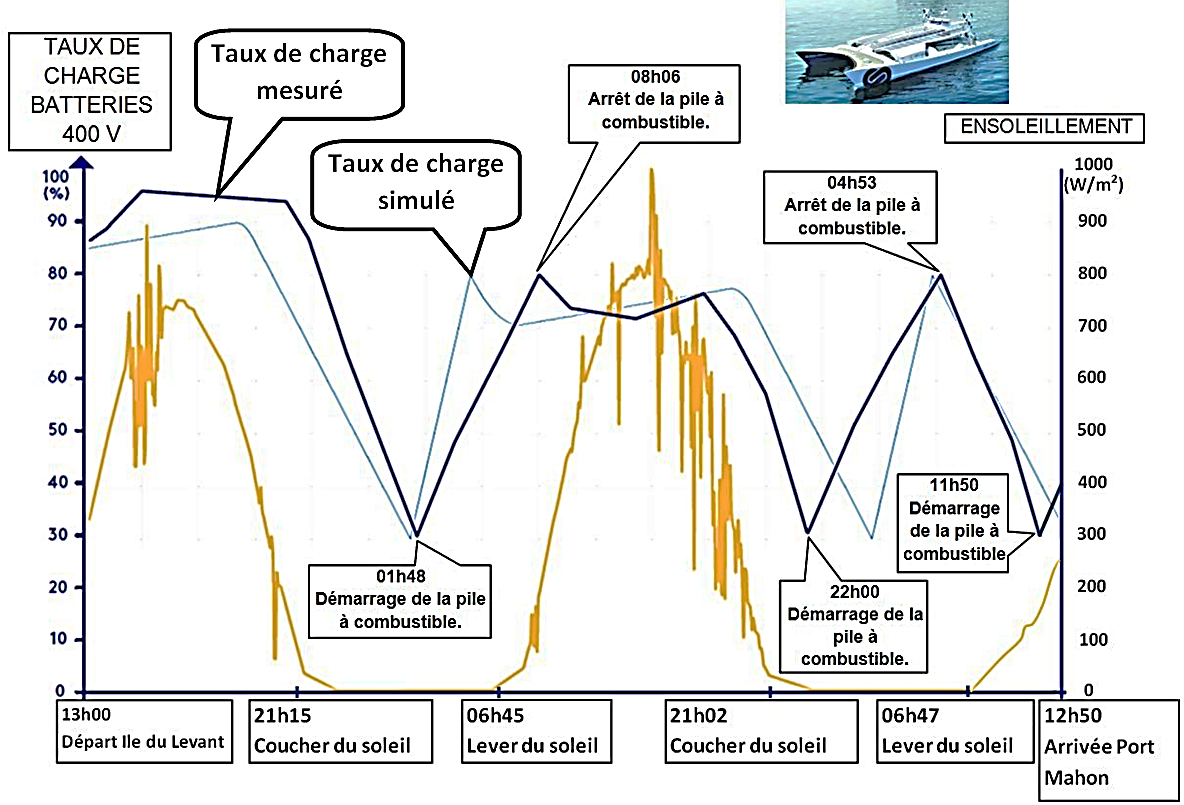 TAUX DE
CHARGE
BATTERIES
400 V
Taux de charge
mesuré
Taux de charge
simulé
08h06
Arrêt de la pile à
combustible.
ENSOLEILLEMENT
04h53
Arrêt de la pile à
combustible.
100
(%)
90
80
70
60
50
40
30
20
10
0
1000
(W/m²)
900
800
700
600
500
400
300
200
100
0
01h48
Démarrage de la pile
à combustible.
22h00
Démarrage de la
pile à
combustible.
11h50
Démarrage
de la pile à
combustible
13h00
Départ Ile du Levant
21h15
Coucher du soleil
06h45
Lever du soleil
21h02
Coucher du soleil
06h47
Lever du soleil
12h50
Arrivée Port
Mahon